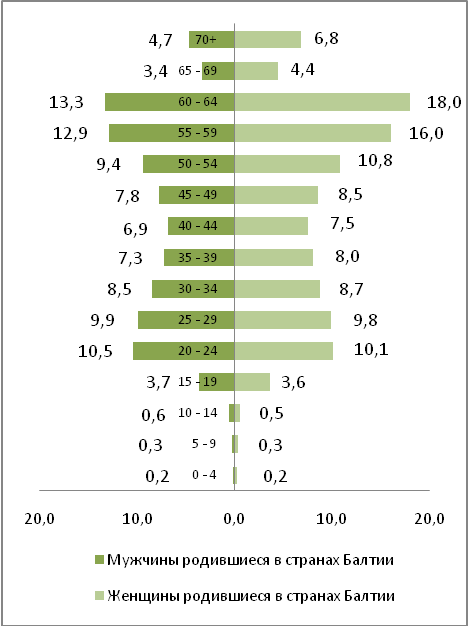 4,7 70+ 6,8
3,4 65 - 69 4,4
13,3 60 - 64 18,0
12,9 55 - 59 16,0
9,4 50 - 54 10,8
7,8 45 - 49 8,5
6,9 40 - 44 7,5
7,3 35 - 39 8,0
8,5 30 - 34 8,7
9,9 25 - 29 9,8
10,5 20 - 24 10,1
3,7 15 - 19 3,6
0,6 10 - 14 0,5
0,3 5 - 9 0,3
0,2 0 - 4 0,2
20,0 10,0 0,0 10,0 20,0
Мужчины родившиеся в странах Балтии
Женщины родившиеся в странах Балтии